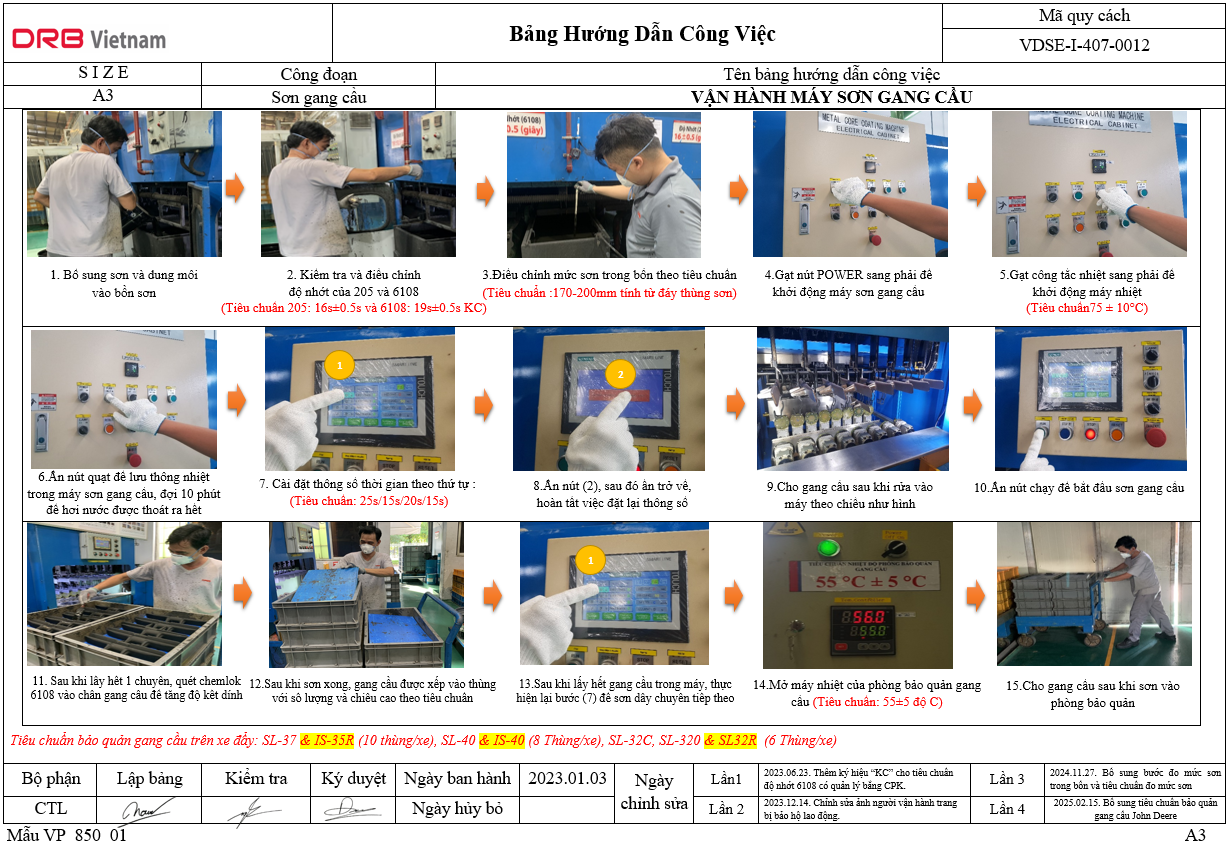 DRB Vietnam
Bảng Hướng Dẫn Công Việc
Mã quy cách
VDSE-I-407-0012
S I Z E
Công đoạn
Tên bảng hướng dẫn công việc
A3
Sơn gang cầu
VẬN HÀNH MÁY SƠN GANG CẦU
nhớt (6108)
0.5 (giây)
Độ Nhớt (2
16±0.5 (g
METAL CORE COATING MACHINE
ELECTRICAL CABINET
METAL CORE COATING MACHINE
ELECTRICAL CABINET
1. Bổ sung sơn và dung môi
vào bồn sơn
2. Kiểm tra và điều chỉnh
độ nhớt của 205 và 6108
(Tiêu chuẩn 205: 16s±0.5s và 6108: 19s±0.5s KC)
3.Điều chỉnh mức sơn trong bồn theo tiêu chuẩn
(Tiêu chuẩn :170-200mm tính từ đáy thùng sơn)
4.Gạt nút POWER sang phải để
khởi động máy sơn gang cầu
5.Gạt công tắc nhiệt sang phải để
khởi động máy nhiệt
(Tiêu chuẩn75 ± 10°C)
1
TOUCH
2
TOUCH
6.Ấn nút quạt để lưu thông nhiệt
trong máy sơn gang cầu, đợi 10 phút
để hơi nước được thoát ra hết
7. Cài đặt thông số thời gian theo thứ tự :
(Tiêu chuẩn: 25s/15s/20s/15s)
8.Ấn nút (2), sau đó ấn trở về,
hoàn tất việc đặt lại thông số
9.Cho gang cầu sau khi rửa vào
máy theo chiều như hình
10.Ấn nút chạy để bắt đầu sơn gang cầu
1
TOUCH
TIÊU CHUẨN NHIỆT ĐỘ PHÒNG BẢO QUẢN
GANG CẦU
55 °C ± 5 °C
56.0
55.0
11. Sau khi lấy hết 1 chuyền, quét chemlok
6108 vào chân gang cầu để tăng độ kết dính
12.Sau khi sơn xong, gang cầu được xếp vào thùng
với số lượng và chiều cao theo tiêu chuẩn
13.Sau khi lấy hết gang cầu trong máy, thực
hiện lại bước (7) để sơn dây chuyền tiếp theo
14.Mở máy nhiệt của phòng bảo quản gang
cầu (Tiêu chuẩn: 55±5 độ C)
15.Cho gang cầu sau khi sơn vào
phòng bảo quản
Tiêu chuẩn bảo quản gang cầu trên xe đẩy: SL-37 & IS-35R (10 thùng/xe), SL-40 & IS-40 (8 Thùng/xe), SL-32C, SL-320 & SL32R (6 Thùng/xe)
Bộ phận
Lập bảng
Kiểm tra
Ký duyệt
Ngày ban hành
2023.01.03
Ngày
chỉnh sửa
Lần1
2023.06.23. Thêm ký hiệu “KC” cho tiêu chuẩn
độ nhớt 6108 có quản lý bằng CPK.
Lần 3
2024.11.27. Bổ sung bước đo mức sơn
trong bồn và tiêu chuẩn đo mức sơn
CTL
Ngày hủy bỏ
Lần 2
2023.12.14. Chỉnh sửa ảnh người vận hành trang
bị bảo hộ lao động.
Lần 4
2025.02.15. Bổ sung tiêu chuẩn bảo quản
gang cầu John Deere
Mẫu VP_850_01
A3